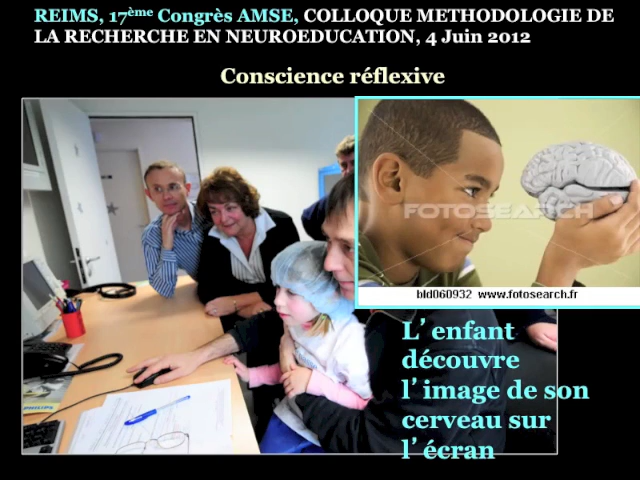 REIMS, 17ème Congrès AMSE, COLLOQUE METHODOLOGIE DE
LA RECHERCHE EN NEUROEDUCATION, 4 Juin 2012
Conscience réflexive
FOTOSEARCH
bld060932 www.fotosearch.fr
L’enfant
découvre
l’image de son
cerveau sur
l’écran
PHILIPS